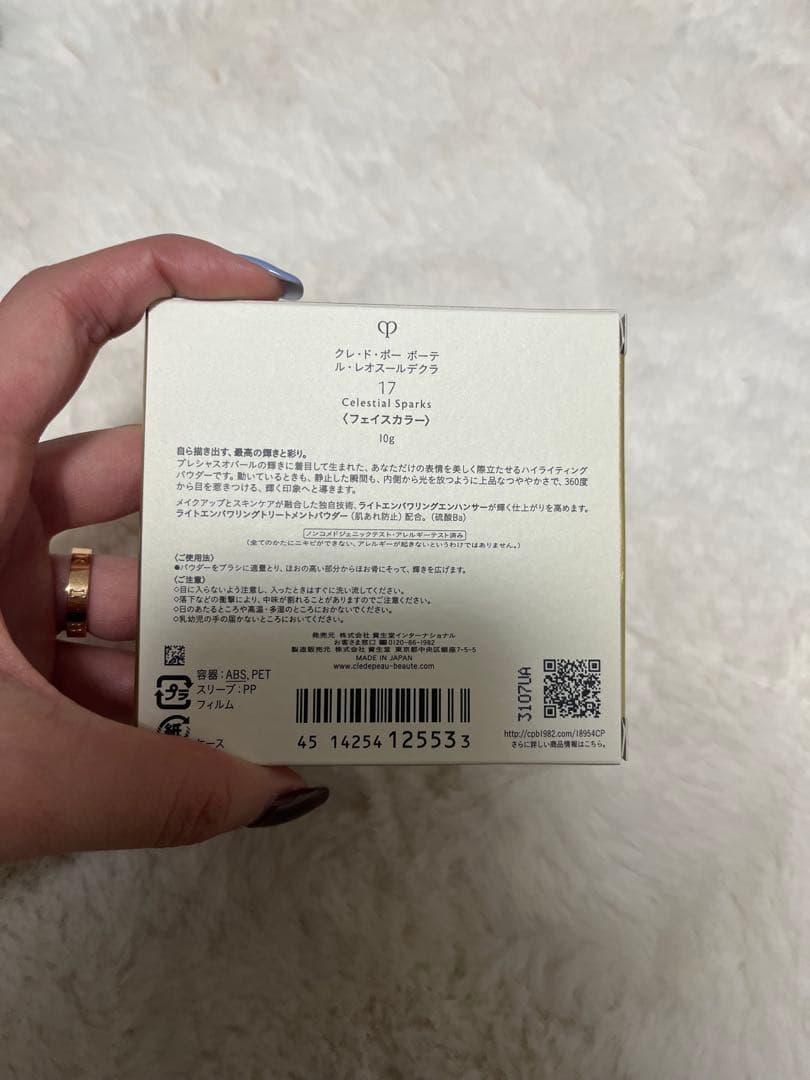 クレ・ド・ポー ボーテ
ル・レオスールデクラ
17
Celestial Sparks
〈フェイスカラー〉
10g
自ら描き出す、最高の輝きと彩り。
プレシャスオパールの輝きに着目して生まれた、あなただけの表情を美しく際立たせるハイライティング
パウダーです。動いているときも、静止した瞬間も、内側から光を放つように上品なつややかさで、360度
から目を惹きつける、輝く印象へと導きます。
メイクアップとスキンケアが融合した独自技術、ライトエンパワリングエンハンサーが輝く仕上がりを高めます。
ライトエンパワリングトリートメントパウダー（肌あれ防止）配合。（硫酸Ba）
ノンコメドジェニックテスト・アレルギーテスト済み
（全てのかたにニキビができない、アレルギーが起きないというわけではありません。）
〈ご使用法〉
●パウダーをブラシに適量とり、ほおの高い部分からほお骨にそって、輝きを広げます。
〈ご注意〉
◇目に入らないよう注意し、入ったときはすぐに洗い流してください。
◇落下などの衝撃により、中味が割れることがありますのでご注意ください。
◇日のあたるところや高温・多湿のところにおかないでください。
◇乳幼児の手の届かないところにおいてください。
発売元 株式会社 資生堂インターナショナル
お客さま窓口 0120-86-1982
製造販売元 株式会社 資生堂 東京都中央区銀座7-5-5
MADE IN JAPAN
www.cledepeau-beaute.com
プラ
容器：ABS, PET
スリーブ：PP
フィルム
紙
ケース
45 14254 12553 3
3107UA
http://cpb1982.com/18954CP
さらに詳しい商品情報はこちら。